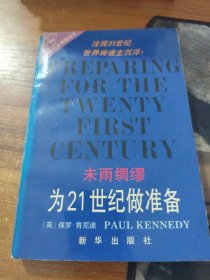 注视21世纪,
世界将谁主沉浮?
PREPARING
FOR THE
TWENTY
FIRST
CENTURY
未雨绸缪
为21世纪做准备
(英)保罗·肯尼迪 PAUL KENNEDY
新华出版社